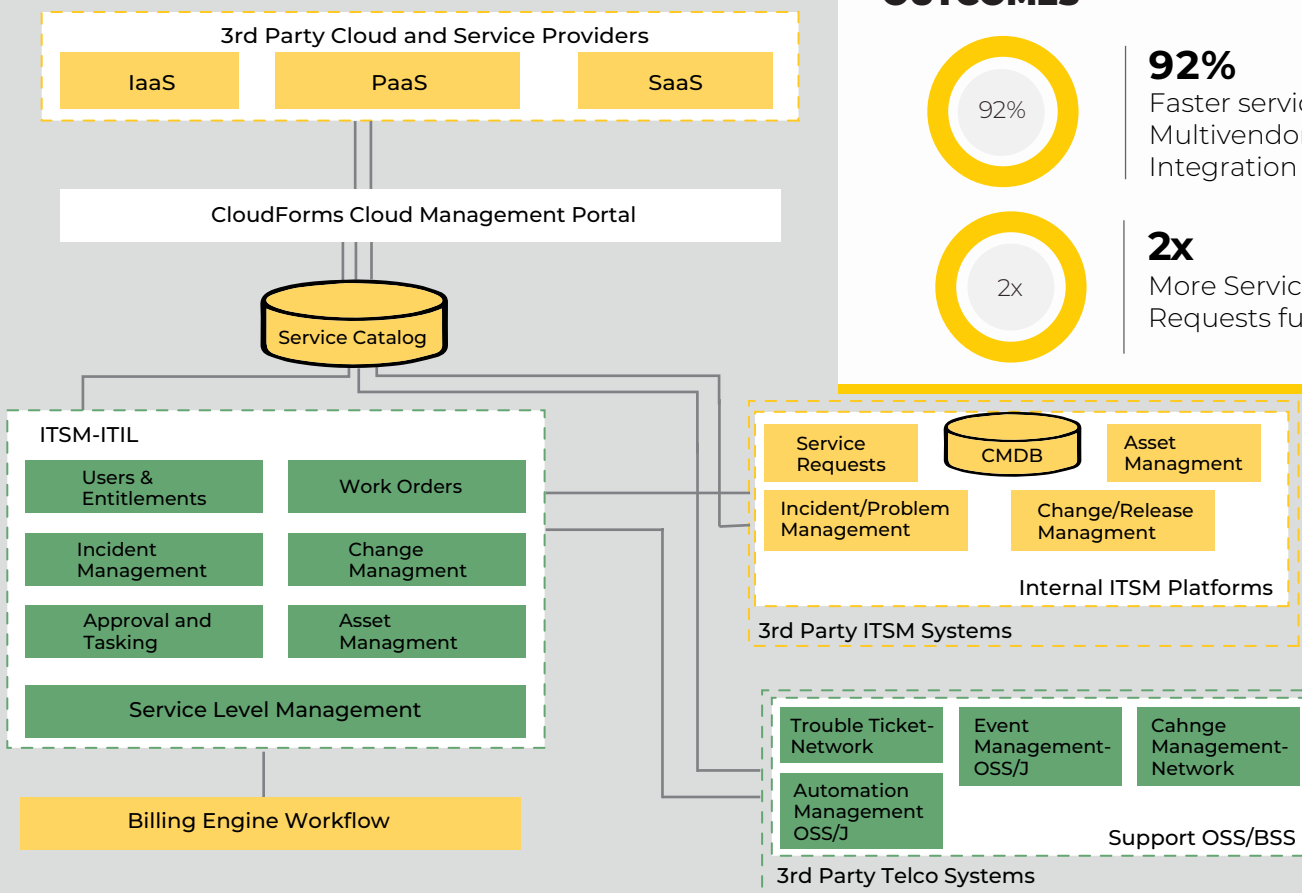 3rd Party Cloud and Service Providers
IaaS
PaaS
SaaS
CloudForms Cloud Management Portal
Service Catalog
OUTCOMES
92%
92%
Faster servic
Multivendor
Integration
2x
2x
More Servic
Requests fu
ITSM-ITIL
Users &
Entitlements
Work Orders
Incident
Management
Change
Managment
Approval and
Tasking
Asset
Managment
Service Level Management
Billing Engine Workflow
Service
Requests
CMDB
Asset
Managment
Incident/Problem
Management
Change/Release
Managment
Internal ITSM Platforms
3rd Party ITSM Systems
Trouble Ticket-
Network
Event
Management-
OSS/J
Cahnge
Management-
Network
Automation
Management
OSS/J
Support OSS/BSS
3rd Party Telco Systems